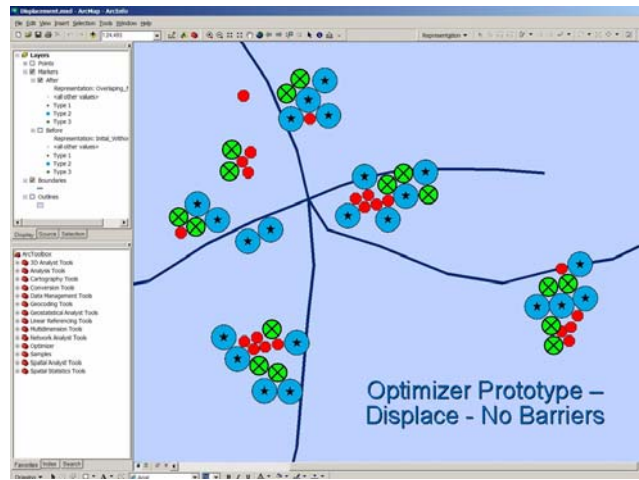 Displacement.mxd - ArcMap - ArcInfo
File Edit View Insert Selection Tools Window Help
Representation
Layers
Points
Markers
After
<all other values>
Type 1
Type 2
Type 3
Before
<all other values>
Type 1
Type 2
Type 3
Boundaries
Outlines
Display Source Selection
ArcToolbox
3D Analyst Tools
Analysis Tools
Cartography Tools
Conversion Tools
Data Management Tools
Geocoding Tools
Geostatistical Analyst Tools
Linear Referencing Tools
Multidimension Tools
Network Analyst Tools
Optimizer
Samples
Spatial Analyst Tools
Spatial Statistics Tools
Optimizer Prototype –
Displace - No Barriers
Favorites Index Search
Drawing
Arial